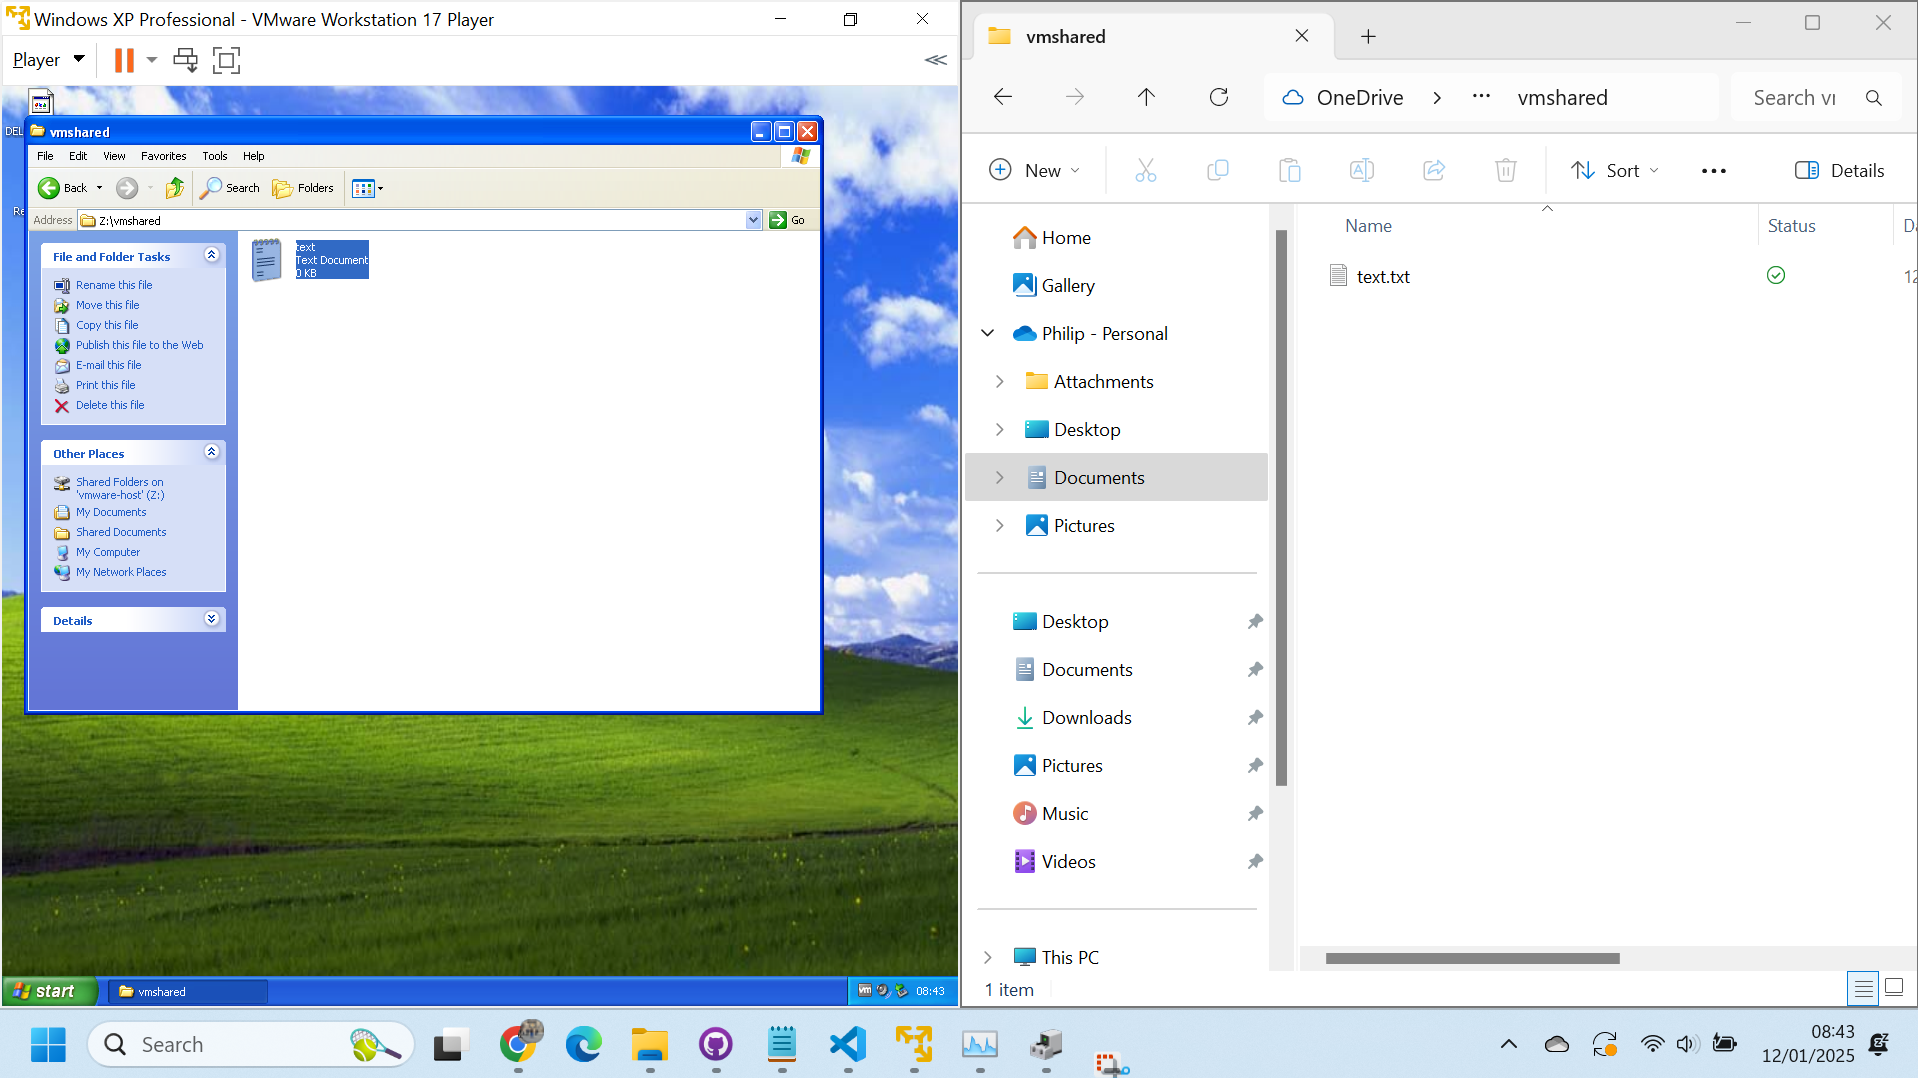 Windows XP Professional - VMware Workstation 17 Player
Player
vmshared
File Edit View Favorites Tools Help
Back Search Folders
Address Z:\vmshared Go
File and Folder Tasks
Rename this file
Move this file
Copy this file
Publish this file to the Web
E-mail this file
Print this file
Delete this file
Other Places
Shared Folders on
'vmware-host' (Z:)
My Documents
Shared Documents
My Computer
My Network Places
Details
text
Text Document
0 KB
start vmshared vm 08:43
vmshared
OneDrive vmshared
New Sort Details
Home
Gallery
Philip - Personal
Attachments
Desktop
Documents
Pictures
Desktop
Documents
Downloads
Pictures
Music
Videos
This PC
Name Status
text.txt
1 item
Search
08:43
12/01/2025